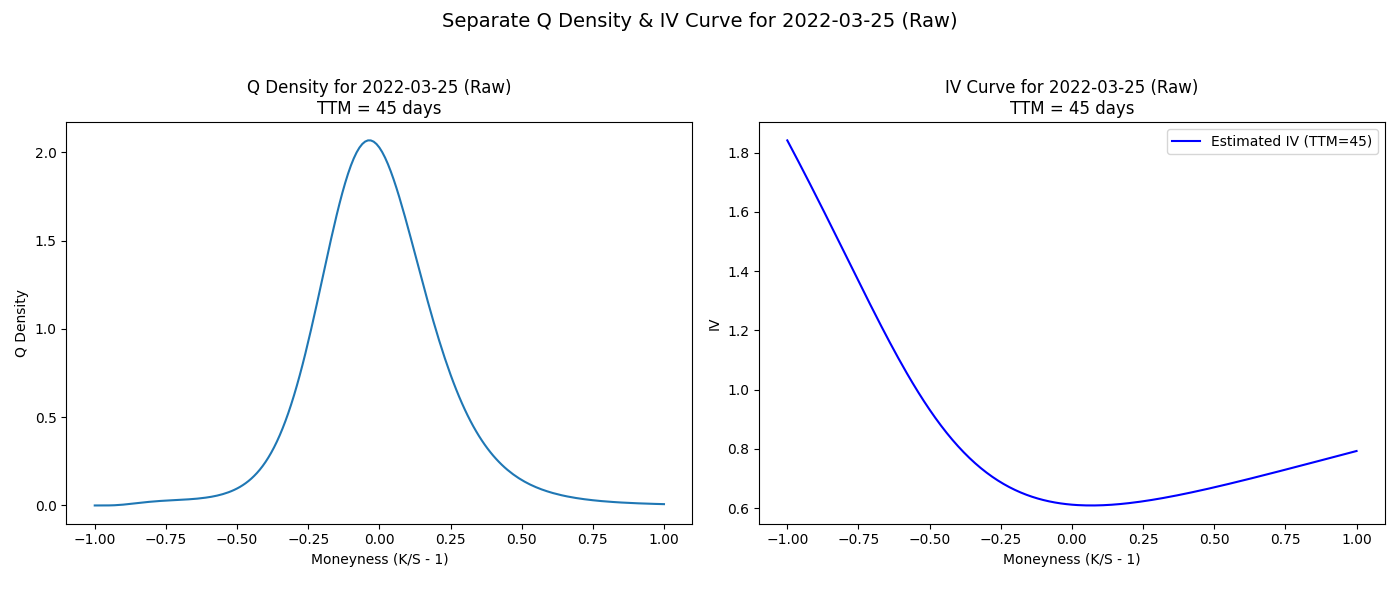 Separate Q Density & IV Curve for 2022-03-25 (Raw)
Q Density for 2022-03-25 (Raw)
TTM = 45 days
Q Density
2.0
1.5
1.0
0.5
0.0
−1.00 −0.75 −0.50 −0.25 0.00 0.25 0.50 0.75 1.00
Moneyness (K/S - 1)
IV Curve for 2022-03-25 (Raw)
TTM = 45 days
Estimated IV (TTM=45)
IV
1.8
1.6
1.4
1.2
1.0
0.8
0.6
−1.00 −0.75 −0.50 −0.25 0.00 0.25 0.50 0.75 1.00
Moneyness (K/S - 1)